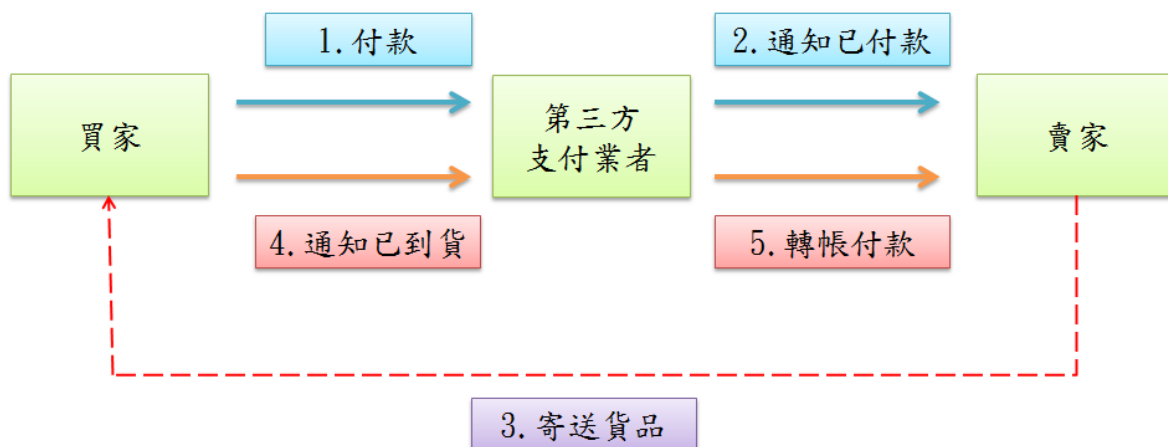 1.付款
2.通知已付款
買家
第三方
支付業者
賣家
4.通知已到貨
5.轉帳付款
3.寄送貨品